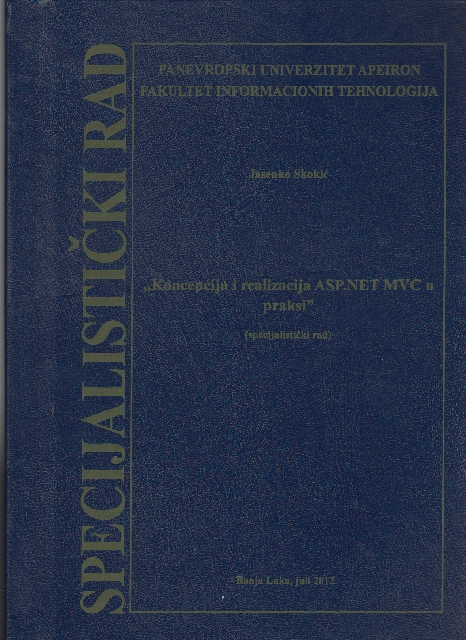 SPECIJALISTIČKI RAD
PANEVROPSKI UNIVERZITET APEIRON
FAKULTET INFORMACIONIH TEHNOLOGIJA
Jasenko Skokić
„Koncepcija i realizacija ASP.NET MVC u
praksi”
(specijalistički rad)
Banja Luka, juli 2012.